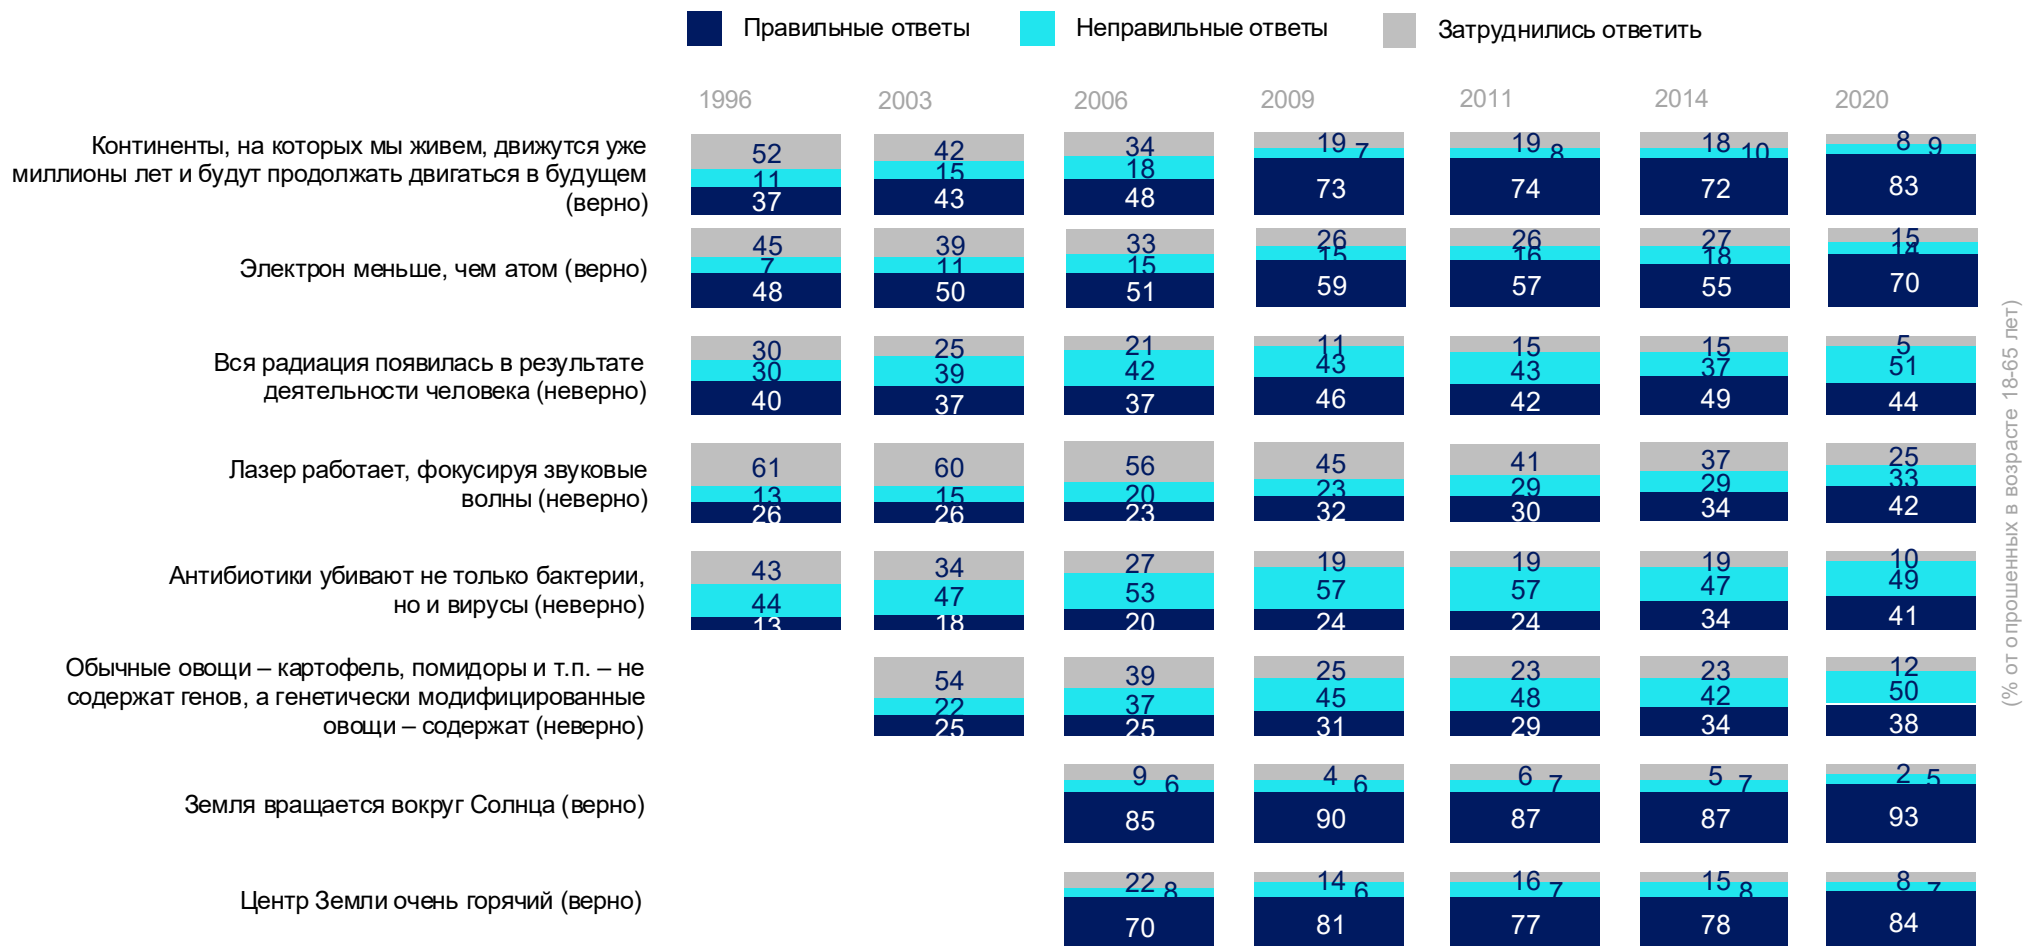 Правильные ответы Неправильные ответы Затруднились ответить
1996 2003 2006 2009 2011 2014 2020
Континенты, на которых мы живем, движутся уже
миллионы лет и будут продолжать двигаться в будущем
(верно)
52 42 34 19 7 19 8 18 10 8 9
11 15 18
37 43 48 73 74 72 83
Электрон меньше, чем атом (верно)
45 39 33 26 26 27 15
7 11 15 15 16 18 14
48 50 51 59 57 55 70
Вся радиация появилась в результате
деятельности человека (неверно)
30 25 21 11 15 15 5
30 39 42 43 43 37 51
40 37 37 46 42 49 44
Лазер работает, фокусируя звуковые
волны (неверно)
61 60 56 45 41 37 25
13 15 20 23 29 29 33
26 26 23 32 30 34 42
Антибиотики убивают не только бактерии,
но и вирусы (неверно)
43 34 27 19 19 19 10
44 47 53 57 57 47 49
13 18 20 24 24 34 41
Обычные овощи – картофель, помидоры и т.п. – не
содержат генов, а генетически модифицированные
овощи – содержат (неверно)
54 39 25 23 23 12
22 37 45 48 42 50
25 25 31 29 34 38
Земля вращается вокруг Солнца (верно)
9 6 4 6 6 7 5 7 2 5
85 90 87 87 93
Центр Земли очень горячий (верно)
22 8 14 6 16 7 15 8 8 7
70 81 77 78 84
(% от опрошенных в возрасте 18-65 лет)